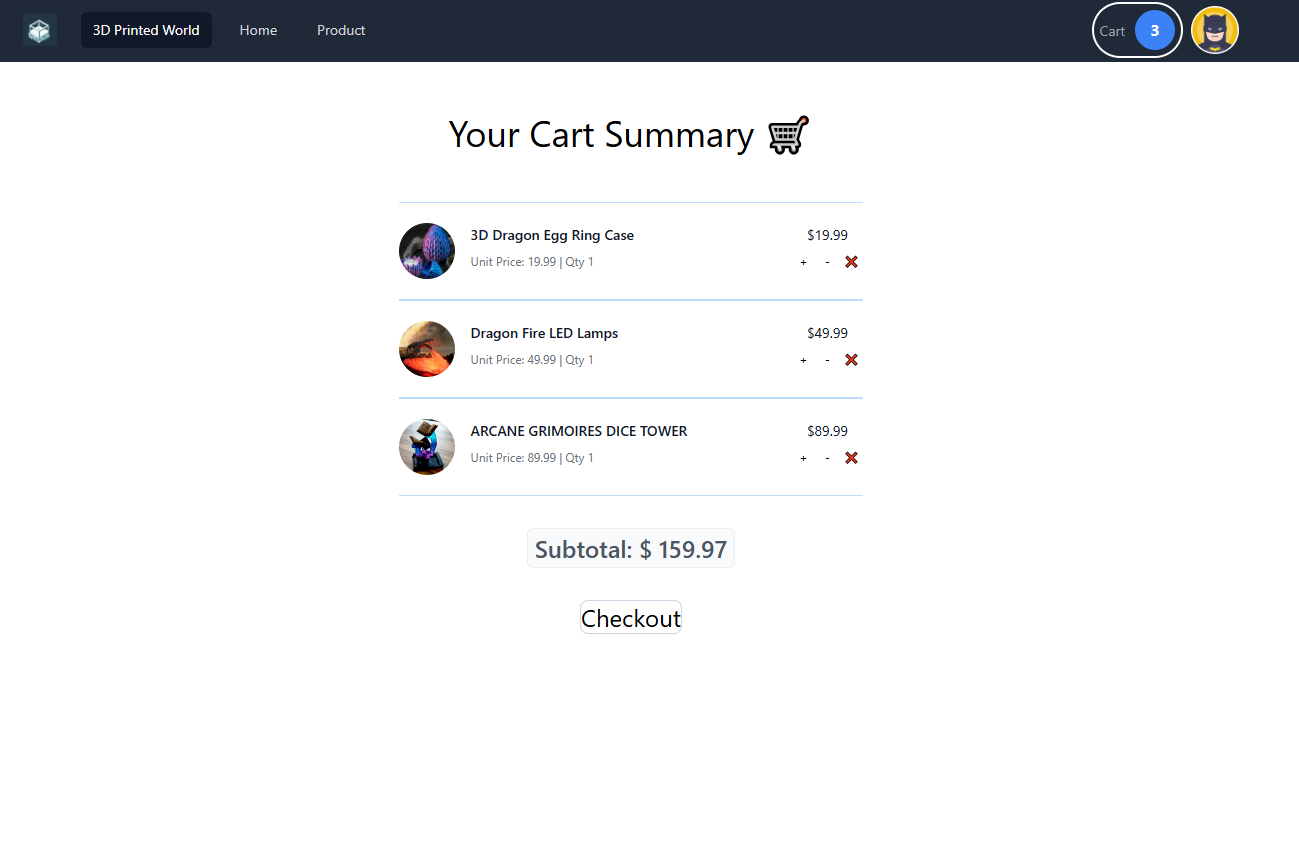 3D Printed World
Home
Product
Cart
3
Your Cart Summary 🛒
3D Dragon Egg Ring Case
$19.99
Unit Price: 19.99 | Qty 1
+ - ❌
Dragon Fire LED Lamps
$49.99
Unit Price: 49.99 | Qty 1
+ - ❌
ARCANE GRIMOIRES DICE TOWER
$89.99
Unit Price: 89.99 | Qty 1
+ - ❌
Subtotal: $ 159.97
Checkout